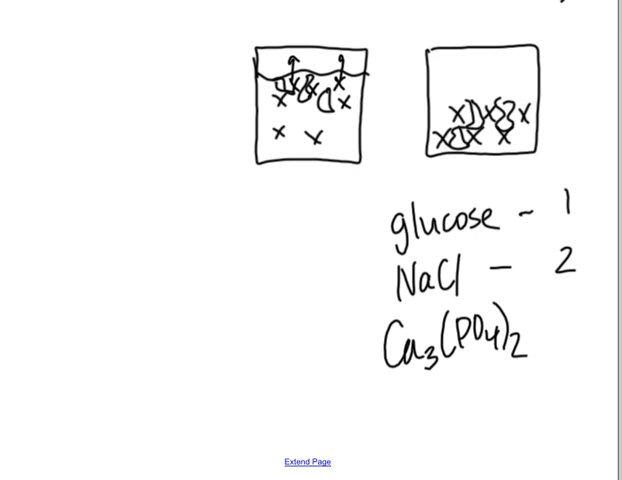 glucose - 1
NaCl - 2
Ca₃(PO₄)₂
Extend Page